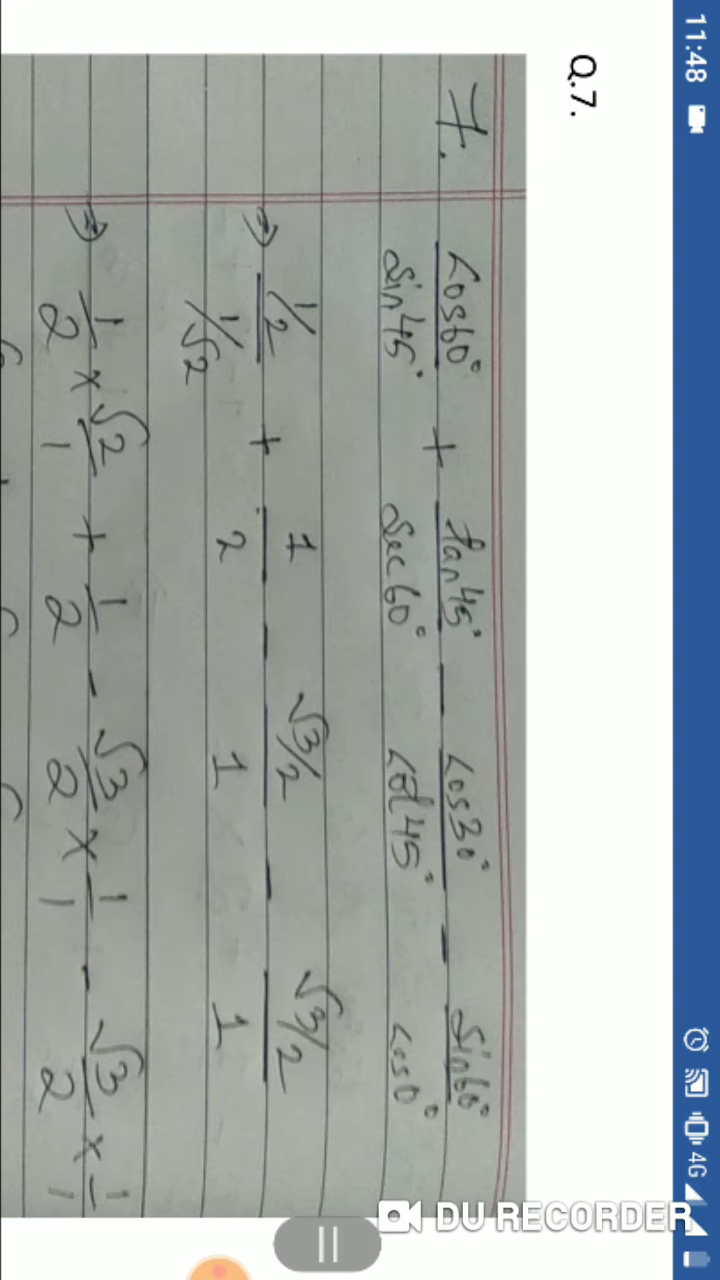 11:48 4G
Q.7.
7. Cos60°/Sin45° + tan45°/Sec60° - Cos30°/Cot45° - Sin60°/Cos0°
⇒ 1/2/1/√2 + 1/2 - √3/2/1 - √3/2/1
⇒ 1/2 × √2/1 + 1/2 - √3/2 × 1/1 - √3/2 × 1/1
DU RECORDER